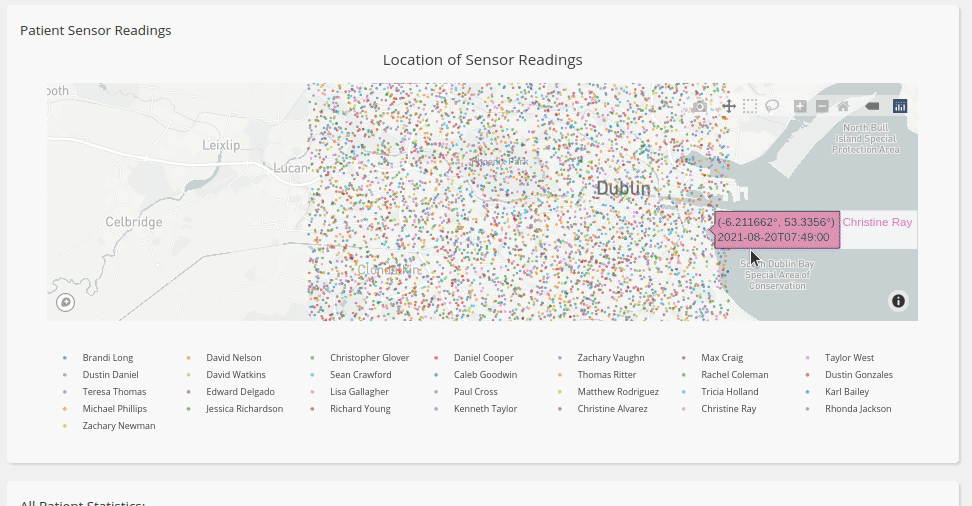 Patient Sensor Readings
Location of Sensor Readings
ooth
Leixlip
Lucan
Celbridge
Phoenix Park
Dublin
Clondalkin
North Bull
Island Special
Protection Area
(-6.211662°, 53.3356°)
2021-08-20T07:49:00
Christine Ray
South Dublin Bay
Special Area of
Conservation
Brandi Long
David Nelson
Christopher Glover
Daniel Cooper
Zachary Vaughn
Max Craig
Taylor West
Dustin Daniel
David Watkins
Sean Crawford
Caleb Goodwin
Thomas Ritter
Rachel Coleman
Dustin Gonzales
Teresa Thomas
Edward Delgado
Lisa Gallagher
Paul Cross
Matthew Rodriguez
Tricia Holland
Karl Bailey
Michael Phillips
Jessica Richardson
Richard Young
Kenneth Taylor
Christine Alvarez
Christine Ray
Rhonda Jackson
Zachary Newman
All Patient Statistics: